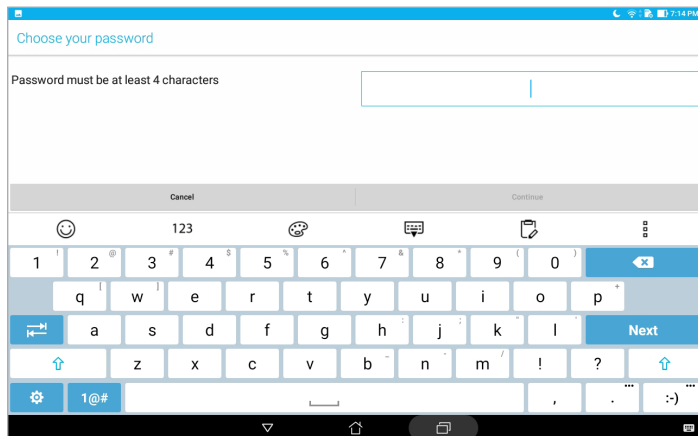 7:14 PM
Choose your password
Password must be at least 4 characters
Cancel Continue
123
1 ! 2 @ 3 # 4 $ 5 % 6 ^ 7 & 8 * 9 ( 0 )
q [ w ] e r t y u i o p +
a s d f g h : j ; k " l ' Next
z x c v b _ n - m / ! ?
1@# , . ... :-) ...